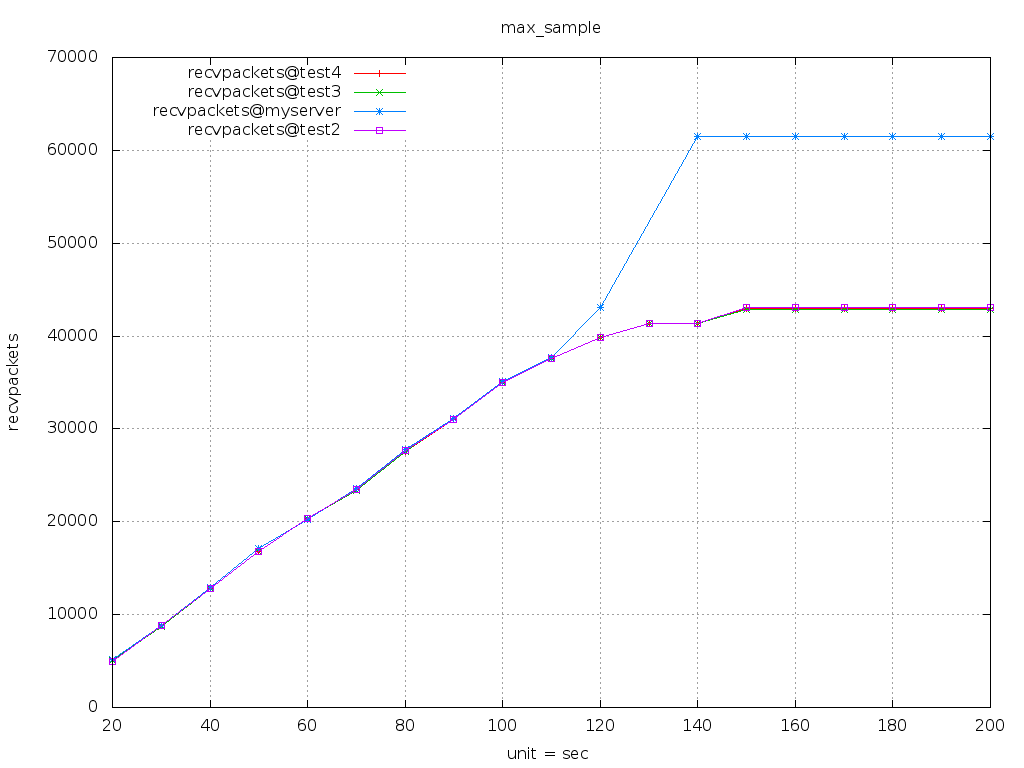 max_sample
70000
60000
50000
40000
30000
20000
10000
0
recvpackets
recvpackets@test4
recvpackets@test3
recvpackets@myserver
recvpackets@test2
20 40 60 80 100 120 140 160 180 200
unit = sec